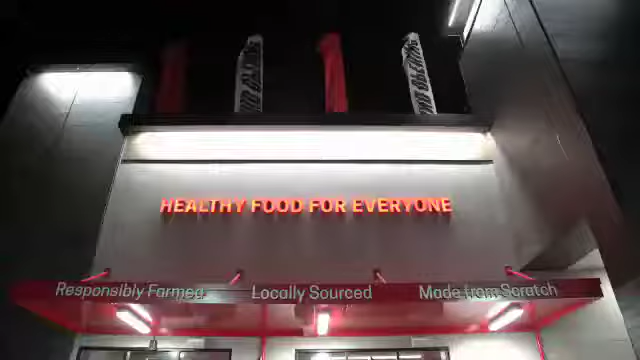 HEALTHY FOOD FOR EVERYONE
Responsibly Farmed
Locally Sourced
Made from Scratch